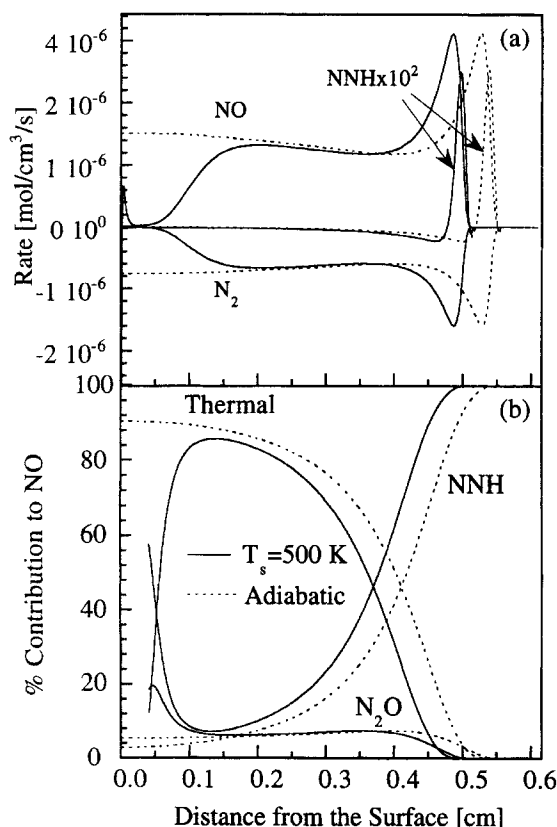 (a)
4 10⁻⁶
2 10⁻⁶
1 10⁻⁶
0 10⁰
-1 10⁻⁶
-2 10⁻⁶
Rate [mol/cm³/s]
NNHx10²
NO
N₂
(b)
100
80
60
40
20
0
% Contribution to NO
Thermal
NNH
T_s=500 K
Adiabatic
N₂O
0.0 0.1 0.2 0.3 0.4 0.5 0.6
Distance from the Surface [cm]